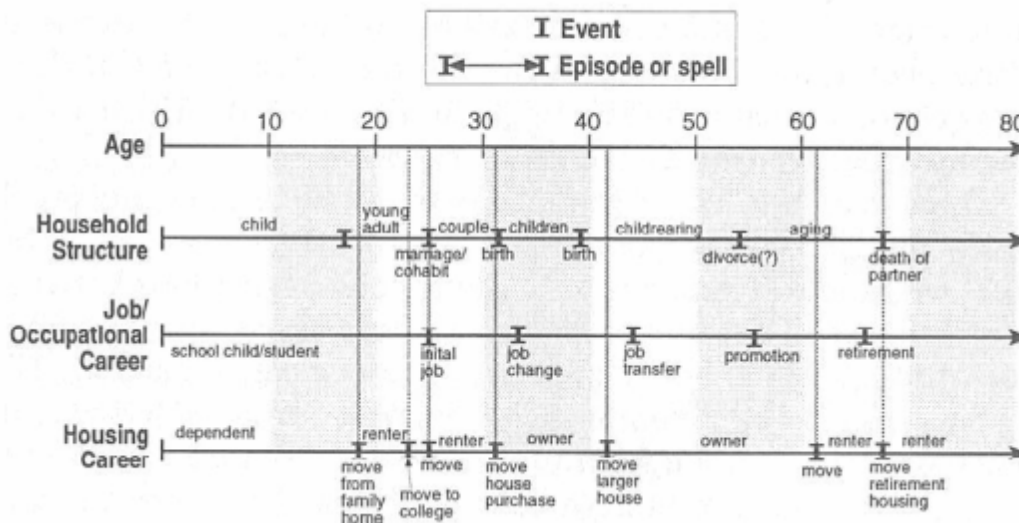 Event
Episode or spell
0 10 20 30 40 50 60 70 80
Age
Household
Structure
child
young
adult
couple
children
childrearing
aging
marriage/
cohabit
birth
birth
divorce(?)
death of
partner
Job/
Occupational
Career
school child/student
inital
job
job
change
job
transfer
promotion
retirement
Housing
Career
dependent
renter
renter
owner
owner
renter
renter
move
from
family
home
move to
college
move
move
house
purchase
move
larger
house
move
move
retirement
housing